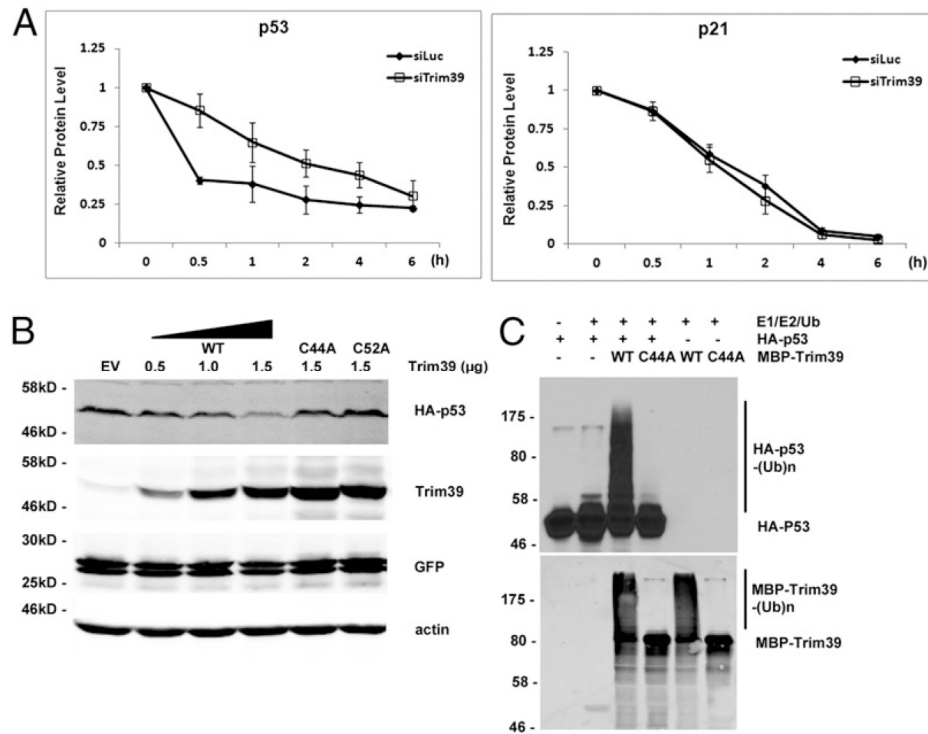 A
p53
Relative Protein Level
1.25
1
0.75
0.5
0.25
0
siLuc
siTrim39
0 0.5 1 2 4 6 (h)
p21
Relative Protein Level
1.25
1
0.75
0.5
0.25
0
siLuc
siTrim39
0 0.5 1 2 4 6 (h)
B
WT C44A C52A
EV 0.5 1.0 1.5 1.5 1.5 Trim39 (µg)
58kD -
HA-p53
46kD -
58kD -
Trim39
46kD -
30kD -
GFP
25kD -
46kD -
actin
C
- + + + + + E1/E2/Ub
+ + + + - - HA-p53
- - WT C44A WT C44A MBP-Trim39
175 -
80 -
58 -
46 -
HA-p53
-(Ub)n
HA-P53
175 -
80 -
58 -
46 -
MBP-Trim39
-(Ub)n
MBP-Trim39